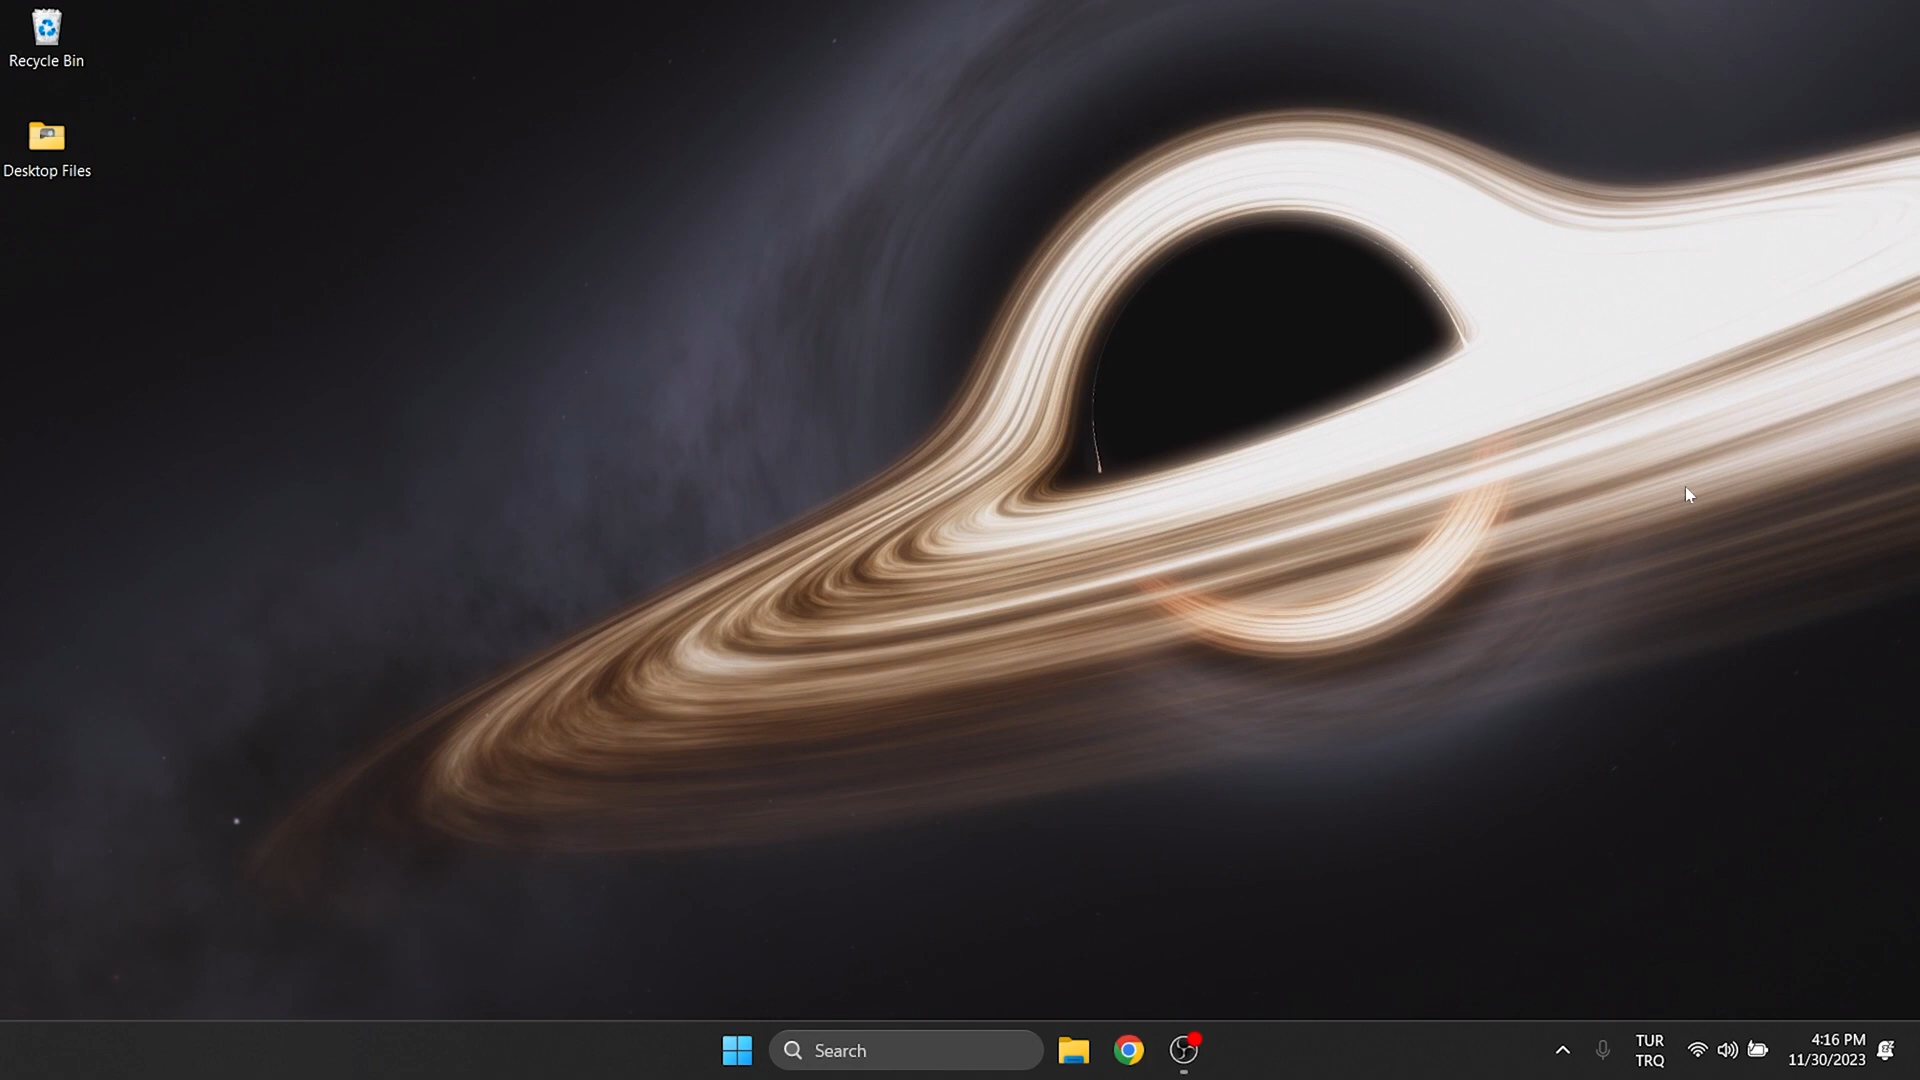 Recycle Bin
Desktop Files
Search
TUR
TRQ
4:16 PM
11/30/2023